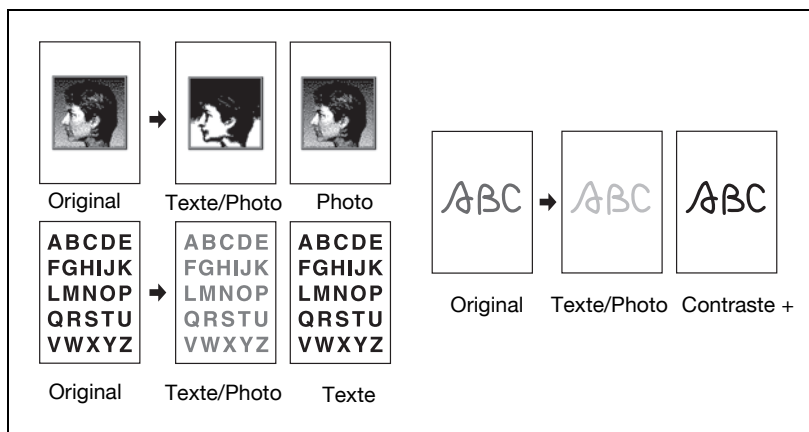 Original Texte/Photo Photo
ABCDE ABCDE ABCDE
FGHIJK FGHIJK FGHIJK
LMNOP LMNOP LMNOP
QRSTU QRSTU QRSTU
VWXYZ VWXYZ VWXYZ
Original Texte/Photo Texte
ABC ABC ABC
Original Texte/Photo Contraste +